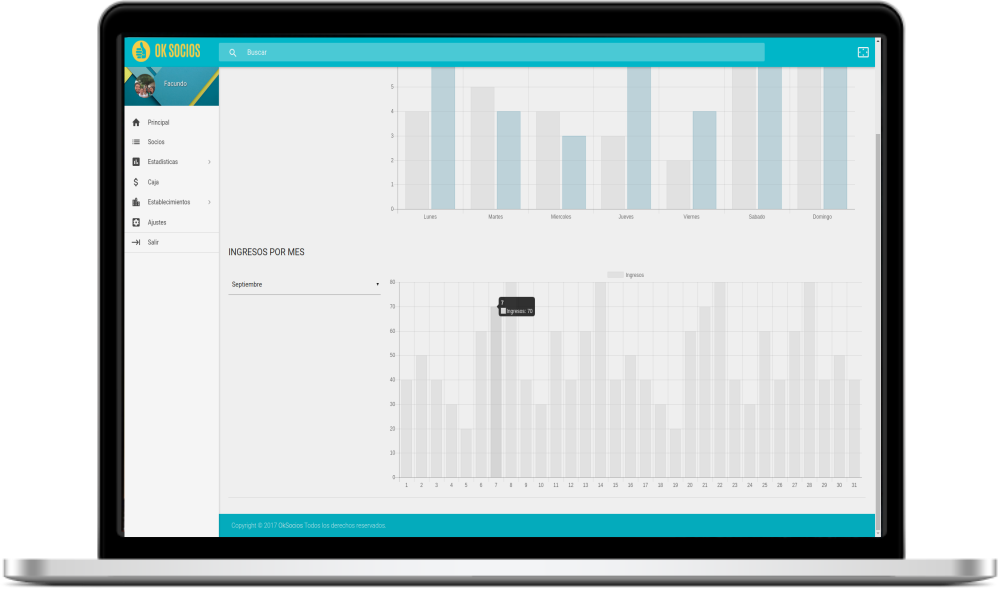 OK SOCIOS
Buscar
Facundo
Principal
Socios
Estadísticas
Caja
Establecimientos
Ajustes
Salir
5
4
3
2
1
0
Lunes Martes Miercoles Jueves Viernes Sabado Domingo
INGRESOS POR MES
Septiembre
Ingresos
80
70
60
50
40
30
20
10
0
7
Ingresos: 70
1 2 3 4 5 6 7 8 9 10 11 12 13 14 15 16 17 18 19 20 21 22 23 24 25 26 27 28 29 30 31
Copyright © 2017 OkSocios Todos los derechos reservados.